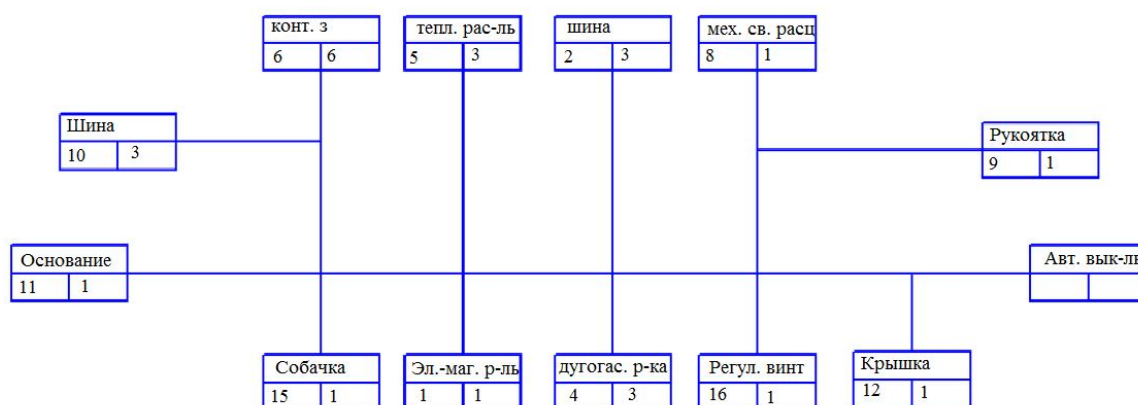 конт. з
6 6
тепл. рас-ль
5 3
шина
2 3
мех. св. расц
8 1
Шина
10 3
Рукоятка
9 1
Основание
11 1
Авт. вык-ль
Собачка
15 1
Эл.-маг. р-ль
1 1
дугогас. р-ка
4 3
Регул. винт
16 1
Крышка
12 1